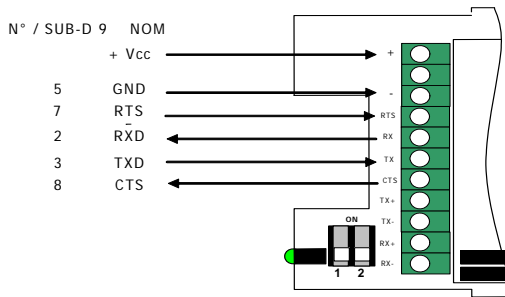 N° / SUB-D 9 NOM
+ Vcc +
5 GND -
7 RTS RTS
2 RXD RX
3 TXD TX
8 CTS CTS
TX+
TX-
RX+
RX-
ON
1 2